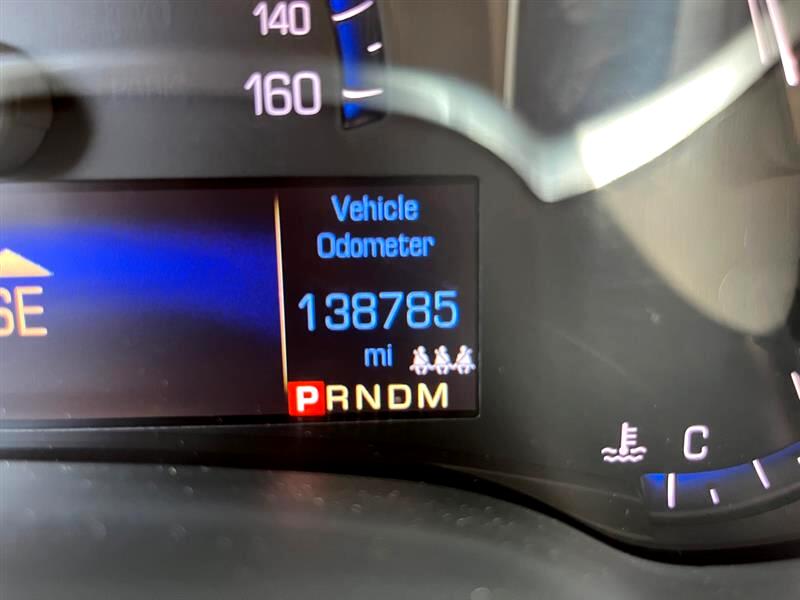 140
160
Vehicle
Odometer
138785
mi
SE
PRNDM
C